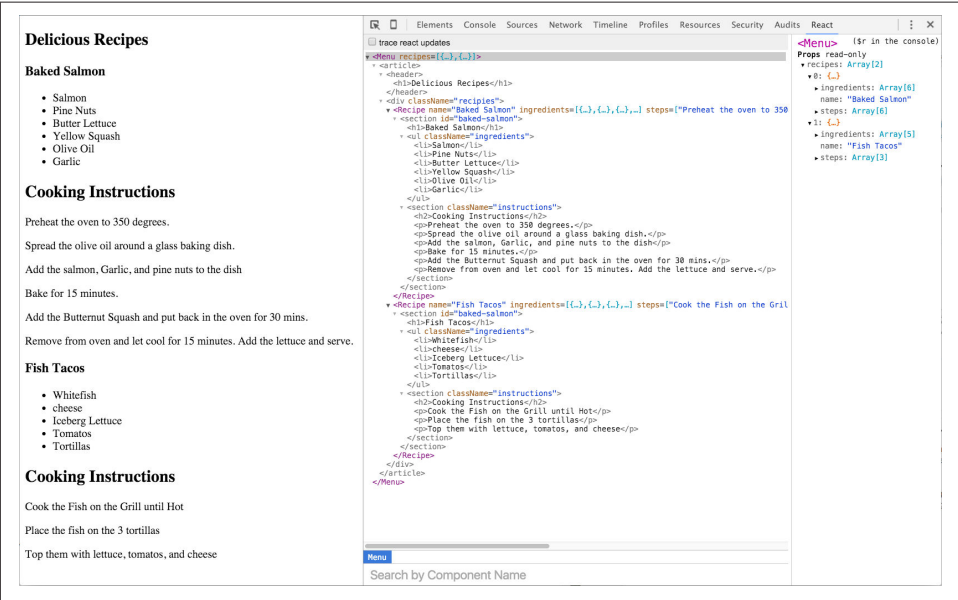 Delicious Recipes
Baked Salmon
• Salmon
• Pine Nuts
• Butter Lettuce
• Yellow Squash
• Olive Oil
• Garlic
Cooking Instructions
Preheat the oven to 350 degrees.
Spread the olive oil around a glass baking dish.
Add the salmon, Garlic, and pine nuts to the dish
Bake for 15 minutes.
Add the Butternut Squash and put back in the oven for 30 mins.
Remove from oven and let cool for 15 minutes. Add the lettuce and serve.
Fish Tacos
• Whitefish
• cheese
• Iceberg Lettuce
• Tomatos
• Tortillas
Cooking Instructions
Cook the Fish on the Grill until Hot
Place the fish on the 3 tortillas
Top them with lettuce, tomatos, and cheese
Elements Console Sources Network Timeline Profiles Resources Security Audits React
trace react updates
<Menu recipes=[{…},{…}]>
<article>
<header>
<h1>Delicious Recipes</h1>
</header>
<div className="recipies">
<Recipe name="Baked Salmon" ingredients=[{…},{…},{…},…] steps=["Preheat the oven to 350
<section id="baked-salmon">
<h1>Baked Salmon</h1>
<ul className="ingredients">
<li>Salmon</li>
<li>Pine Nuts</li>
<li>Butter Lettuce</li>
<li>Yellow Squash</li>
<li>Olive Oil</li>
<li>Garlic</li>
</ul>
<section className="instructions">
<h2>Cooking Instructions</h2>
<p>Preheat the oven to 350 degrees.</p>
<p>Spread the olive oil around a glass baking dish.</p>
<p>Add the salmon, Garlic, and pine nuts to the dish</p>
<p>Bake for 15 minutes.</p>
<p>Add the Butternut Squash and put back in the oven for 30 mins.</p>
<p>Remove from oven and let cool for 15 minutes. Add the lettuce and serve.</p>
</section>
</section>
</Recipe>
<Recipe name="Fish Tacos" ingredients=[{…},{…},{…},…] steps=["Cook the Fish on the Gril
<section id="baked-salmon">
<h1>Fish Tacos</h1>
<ul className="ingredients">
<li>Whitefish</li>
<li>cheese</li>
<li>Iceberg Lettuce</li>
<li>Tomatos</li>
<li>Tortillas</li>
</ul>
<section className="instructions">
<h2>Cooking Instructions</h2>
<p>Cook the Fish on the Grill until Hot</p>
<p>Place the fish on the 3 tortillas</p>
<p>Top them with lettuce, tomatos, and cheese</p>
</section>
</section>
</Recipe>
</div>
</article>
</Menu>
Menu
Search by Component Name
<Menu> ($r in the console)
Props read-only
recipes: Array[2]
0: {…}
ingredients: Array[6]
name: "Baked Salmon"
steps: Array[6]
1: {…}
ingredients: Array[5]
name: "Fish Tacos"
steps: Array[3]